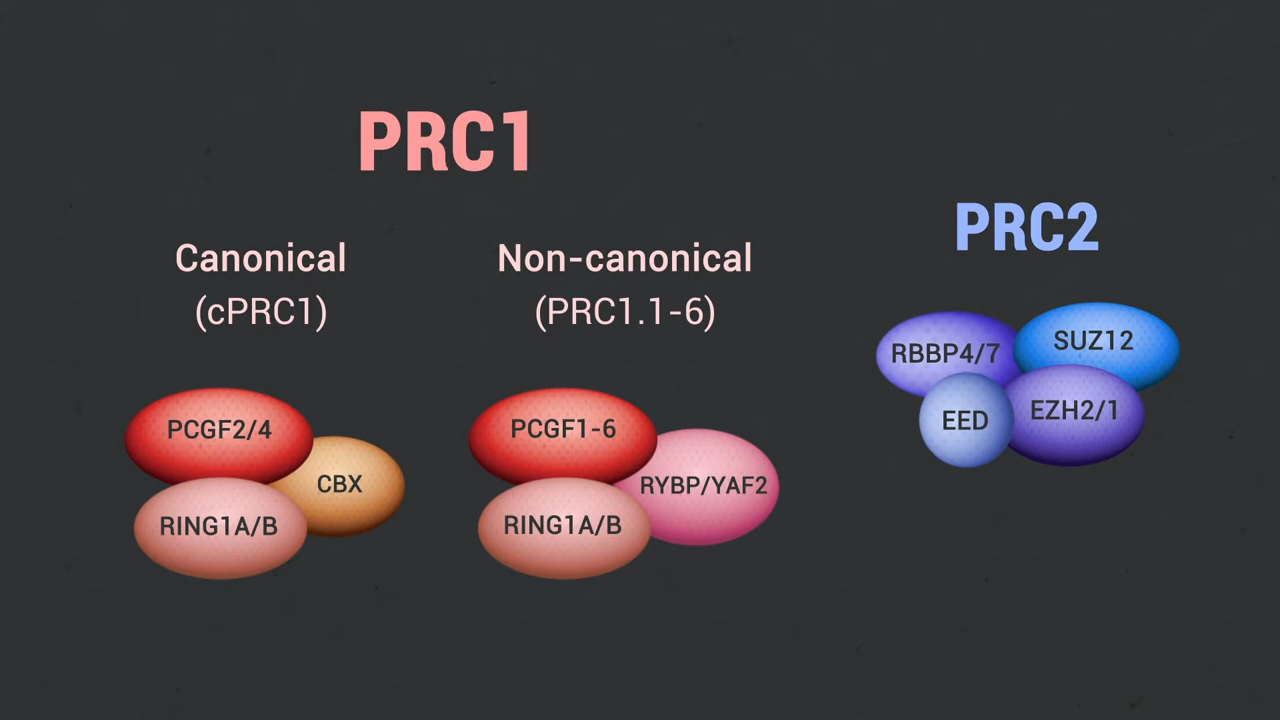 PRC1
Canonical
(cPRC1)
PCGF2/4
CBX
RING1A/B
Non-canonical
(PRC1.1-6)
PCGF1-6
RYBP/YAF2
RING1A/B
PRC2
RBBP4/7
SUZ12
EED
EZH2/1